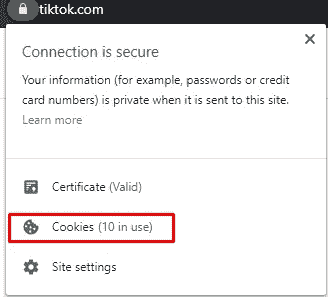 tiktok.com
Connection is secure
Your information (for example, passwords or credit
card numbers) is private when it is sent to this site.
Learn more
Certificate (Valid)
Cookies (10 in use)
Site settings